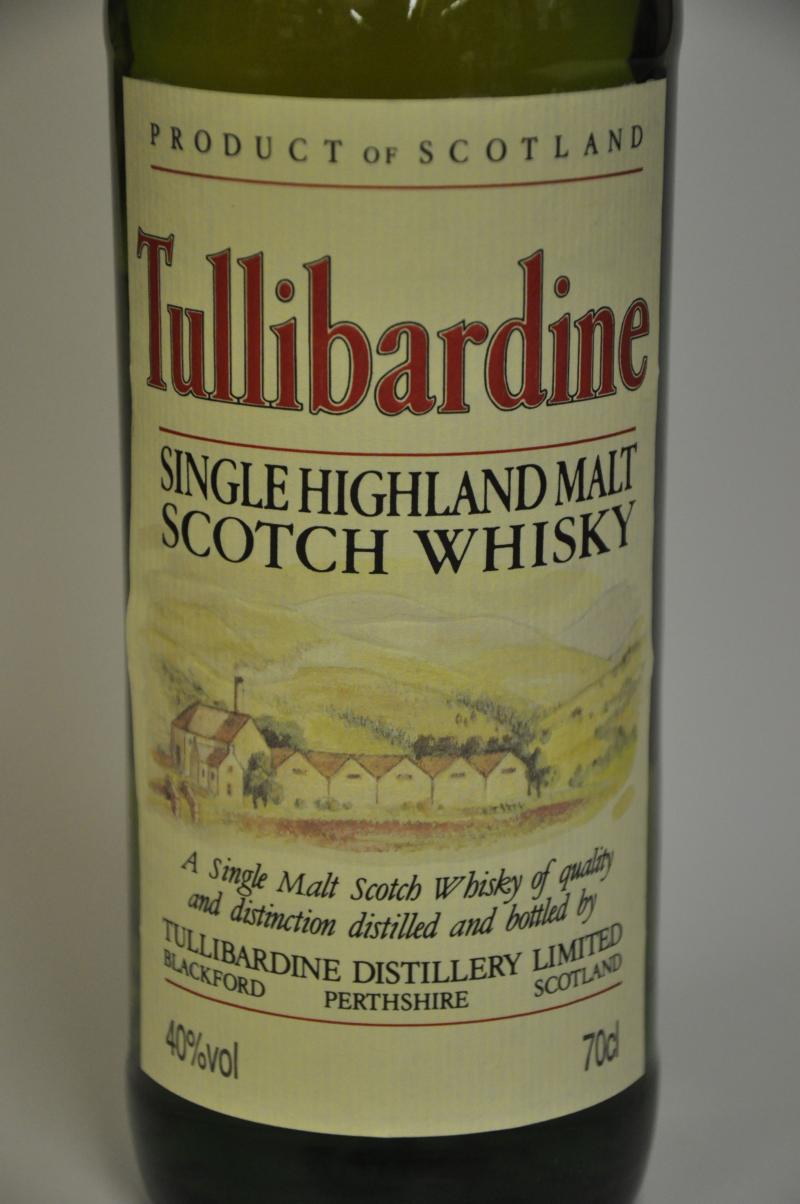 PRODUCT OF SCOTLAND
Tullibardine
SINGLE HIGHLAND MALT
SCOTCH WHISKY
A Single Malt Scotch Whisky of quality
and distinction distilled and bottled by
TULLIBARDINE DISTILLERY LIMITED
BLACKFORD PERTHSHIRE SCOTLAND
40%vol 70cl